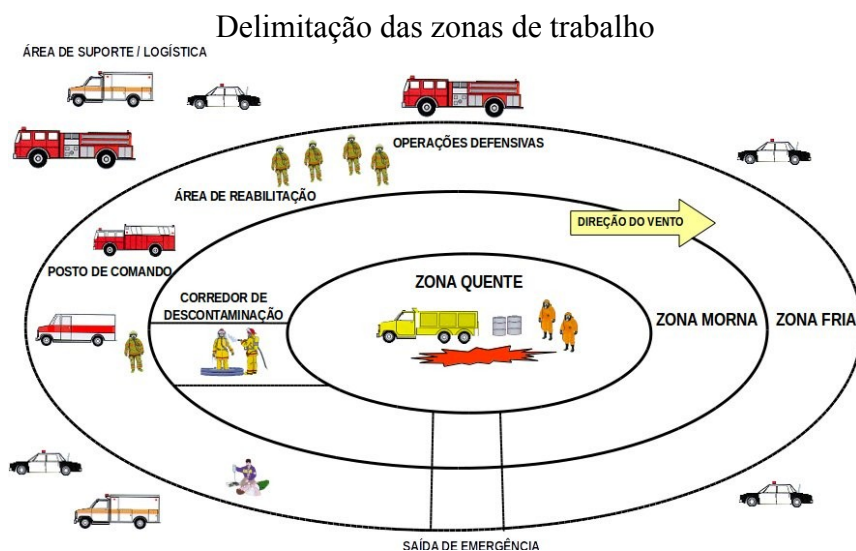 Delimitação das zonas de trabalho
ÁREA DE SUPORTE / LOGÍSTICA
OPERAÇÕES DEFENSIVAS
ÁREA DE REABILITAÇÃO
DIREÇÃO DO VENTO
POSTO DE COMANDO
ZONA QUENTE
CORREDOR DE
DESCONTAMINAÇÃO
ZONA MORNA
ZONA FRIA
SAÍDA DE EMERGÊNCIA